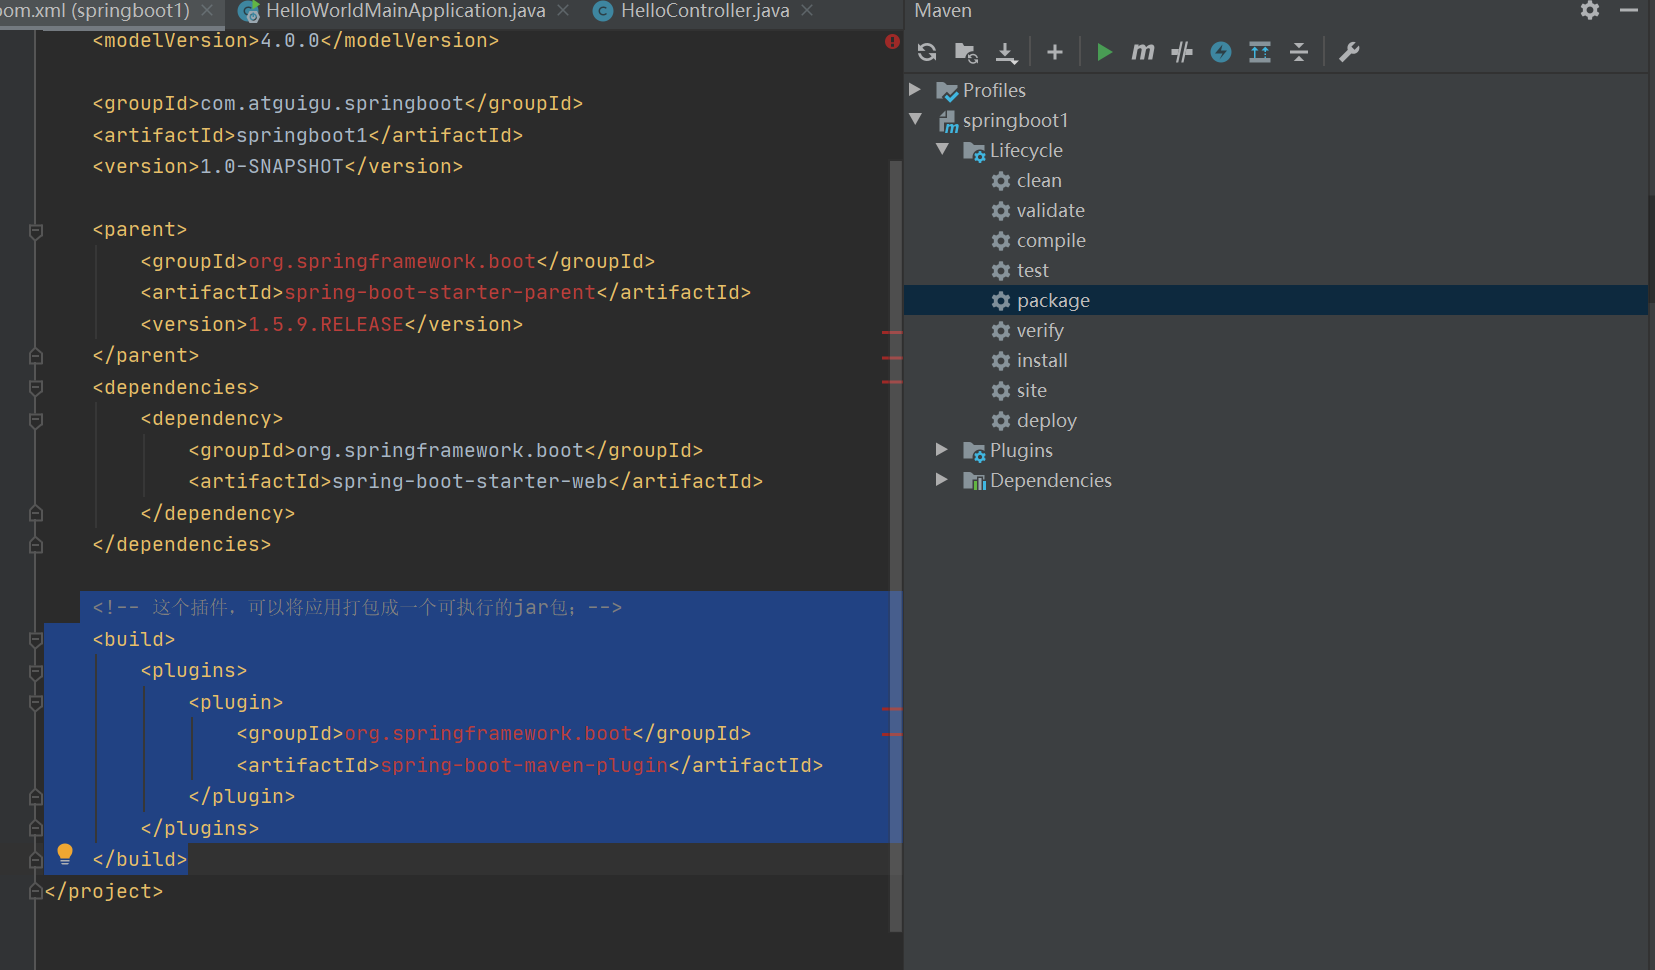 pom.xml (springboot1) HelloWorldMainApplication.java HelloController.java
<modelVersion>4.0.0</modelVersion>
<groupId>com.atguigu.springboot</groupId>
<artifactId>springboot1</artifactId>
<version>1.0-SNAPSHOT</version>
<parent>
<groupId>org.springframework.boot</groupId>
<artifactId>spring-boot-starter-parent</artifactId>
<version>1.5.9.RELEASE</version>
</parent>
<dependencies>
<dependency>
<groupId>org.springframework.boot</groupId>
<artifactId>spring-boot-starter-web</artifactId>
</dependency>
</dependencies>
<!-- 这个插件，可以将应用打包成一个可执行的jar包；-->
<build>
<plugins>
<plugin>
<groupId>org.springframework.boot</groupId>
<artifactId>spring-boot-maven-plugin</artifactId>
</plugin>
</plugins>
</build>
</project>
Maven
Profiles
springboot1
Lifecycle
clean
validate
compile
test
package
verify
install
site
deploy
Plugins
Dependencies